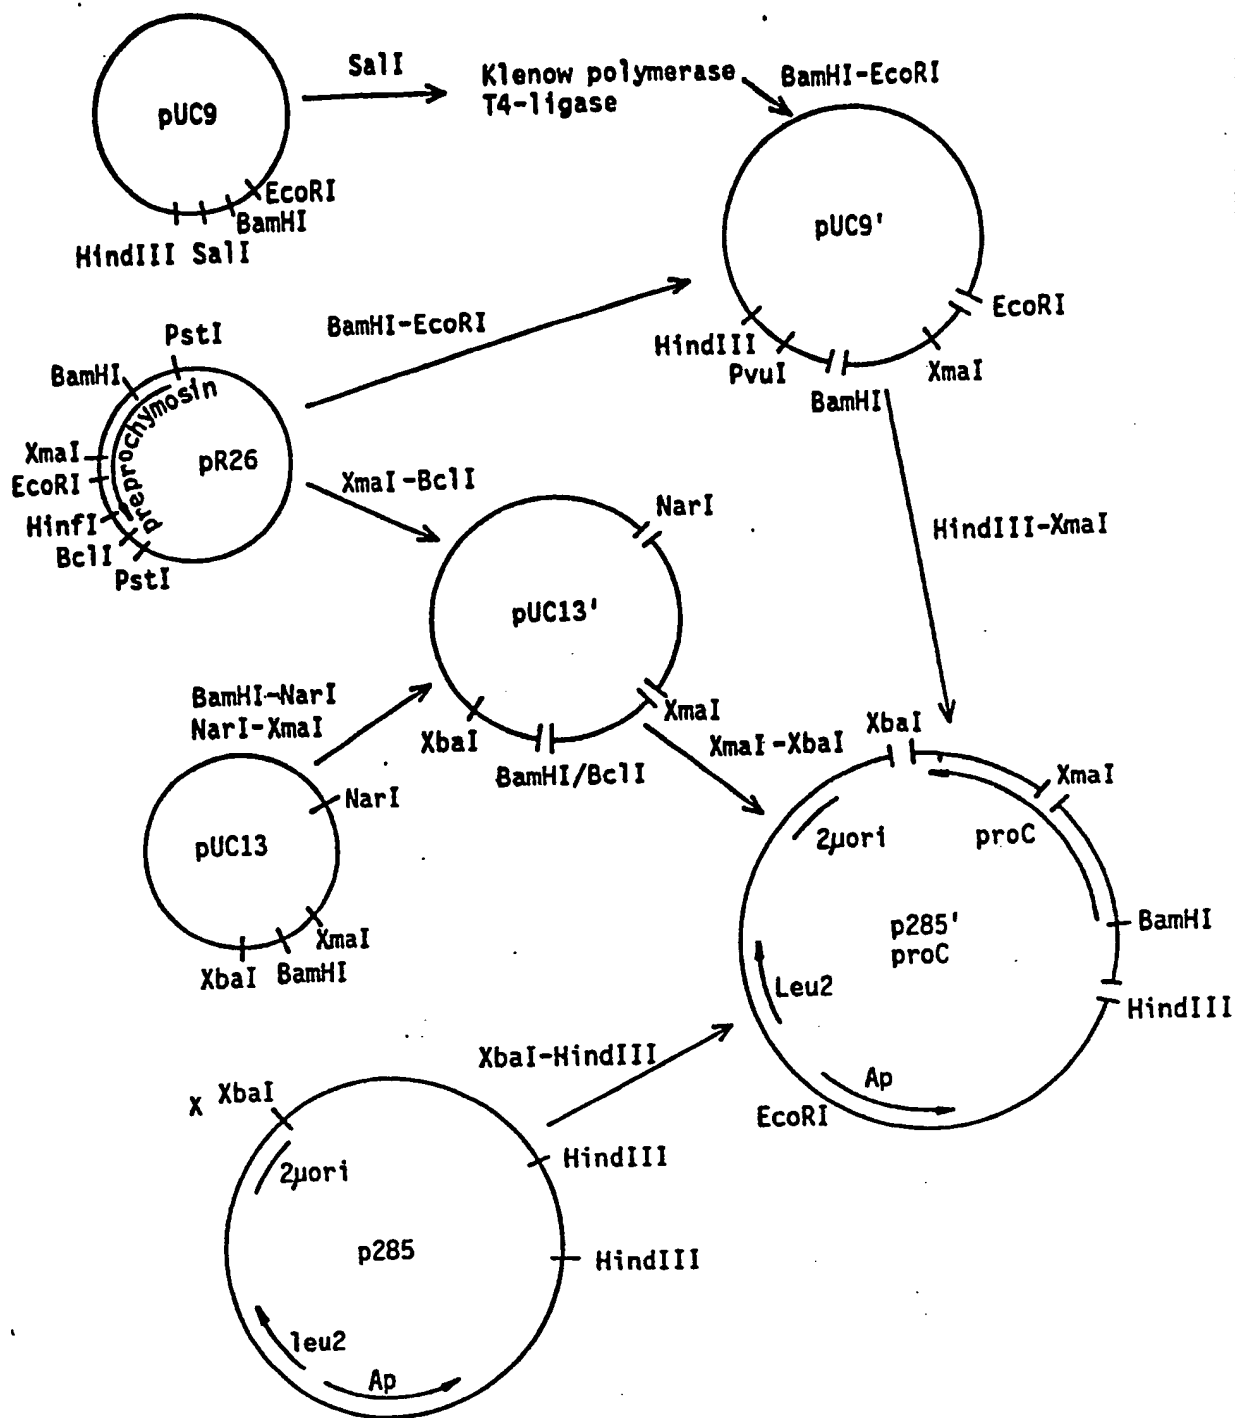 SalI
Klenow polymerase
T4-ligase
BamHI-EcoRI
pUC9
EcoRI
BamHI
HindIII SalI
pUC9'
EcoRI
HindIII
PvuI
XmaI
BamHI
BamHI-EcoRI
PstI
BamHI
preprochymosin
XmaI
pR26
EcoRI
HinfI
BclI
PstI
XmaI-BclI
NarI
HindIII-XmaI
pUC13'
BamHI-NarI
NarI-XmaI
XbaI
XmaI
BamHI/BclI
XmaI-XbaI
NarI
pUC13
XmaI
XbaI BamHI
XbaI
XmaI
2µori
proC
BamHI
p285'
proC
Leu2
HindIII
Ap
EcoRI
XbaI-HindIII
X XbaI
HindIII
2µori
p285
HindIII
leu2
Ap